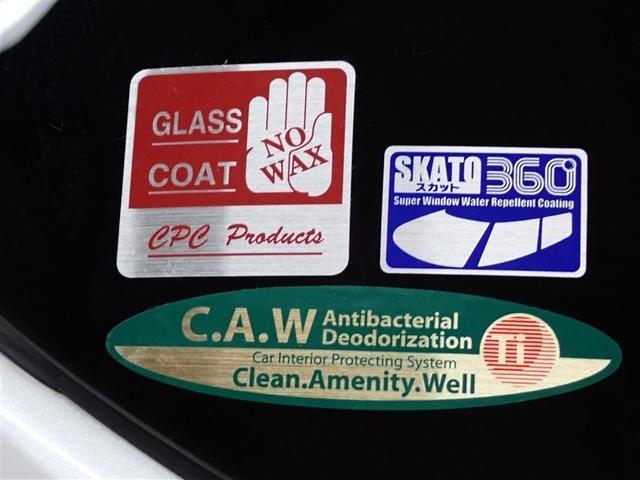 GLASS
COAT
NO
WAX
CPC Products
SKATO 360°
スカット
Super Window Water Repellent Coating
C.A.W Antibacterial
Deodorization
Ti
Car Interior Protecting System
Clean.Amenity.Well